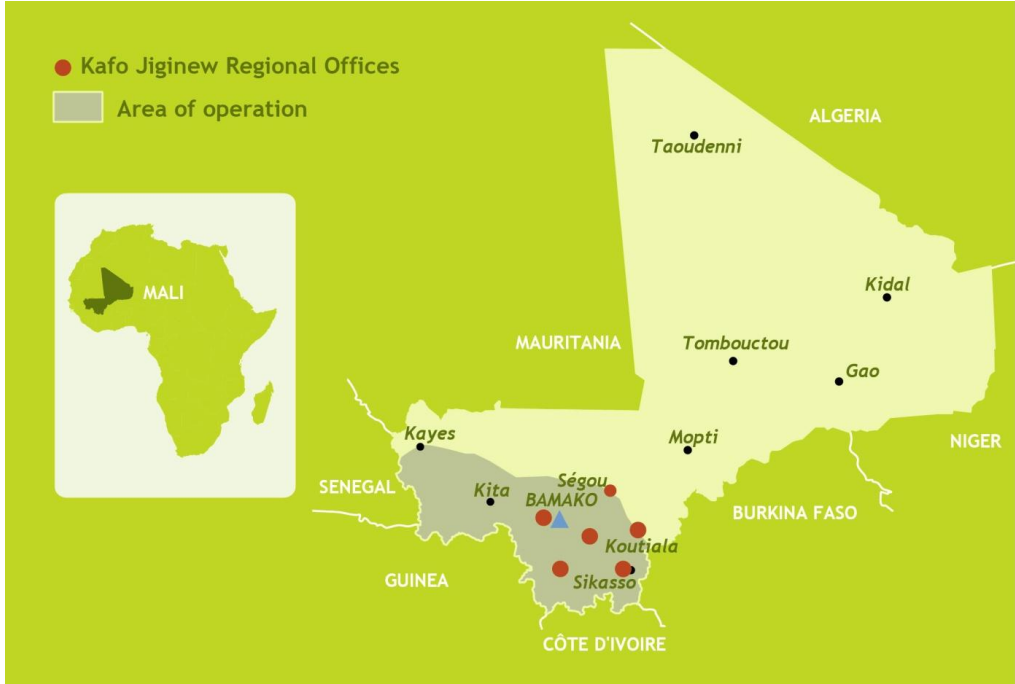 Kafo Jiginew Regional Offices
Area of operation
ALGERIA
Taoudenni
MALI
Kidal
MAURITANIA
Tombouctou
Gao
Kayes
Mopti
NIGER
Ségou
SENEGAL
Kita
BAMAKO
BURKINA FASO
Koutiala
GUINEA
Sikasso
CÔTE D'IVOIRE